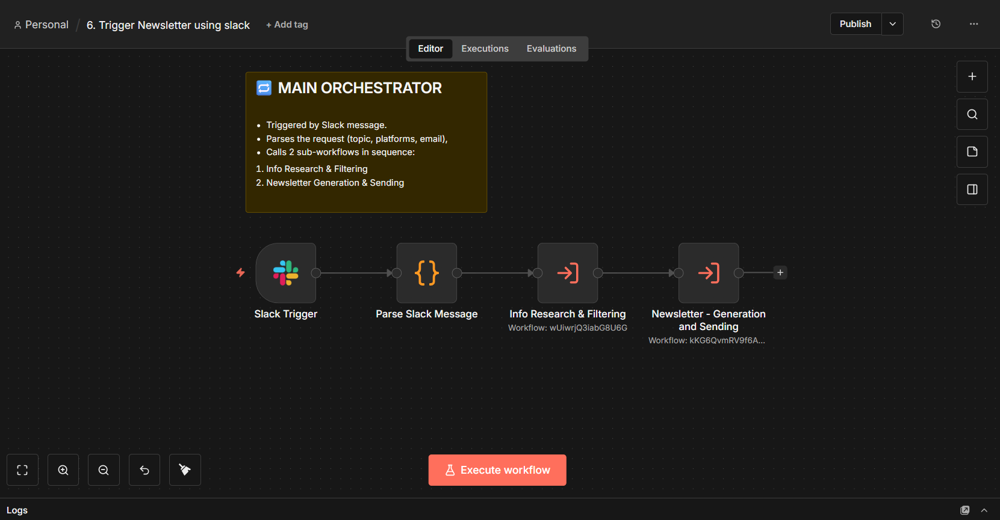 Personal / 6. Trigger Newsletter using slack + Add tag
Publish
Editor Executions Evaluations
MAIN ORCHESTRATOR
• Triggered by Slack message.
• Parses the request (topic, platforms, email),
• Calls 2 sub-workflows in sequence:
1. Info Research & Filtering
2. Newsletter Generation & Sending
Slack Trigger
Parse Slack Message
Info Research & Filtering
Workflow: wUiwrjQ3iabG8U6G
Newsletter - Generation
and Sending
Workflow: kKG6QvmRV9f6A...
Execute workflow
Logs